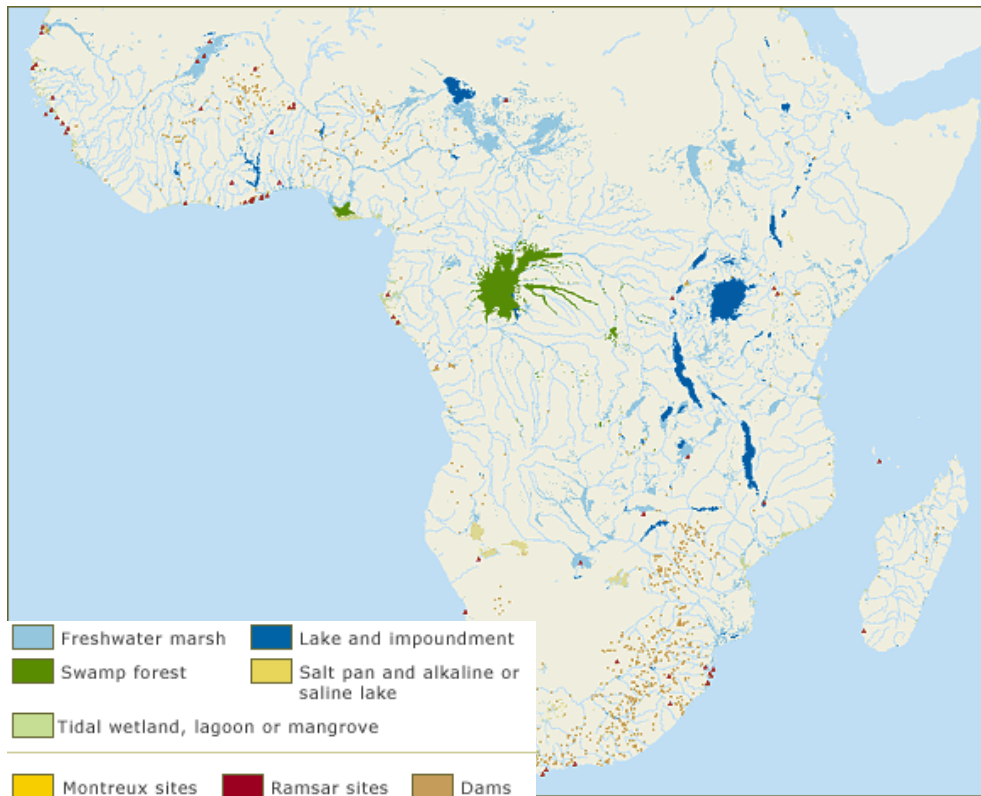 Freshwater marsh
Lake and impoundment
Swamp forest
Salt pan and alkaline or
saline lake
Tidal wetland, lagoon or mangrove
Montreux sites
Ramsar sites
Dams